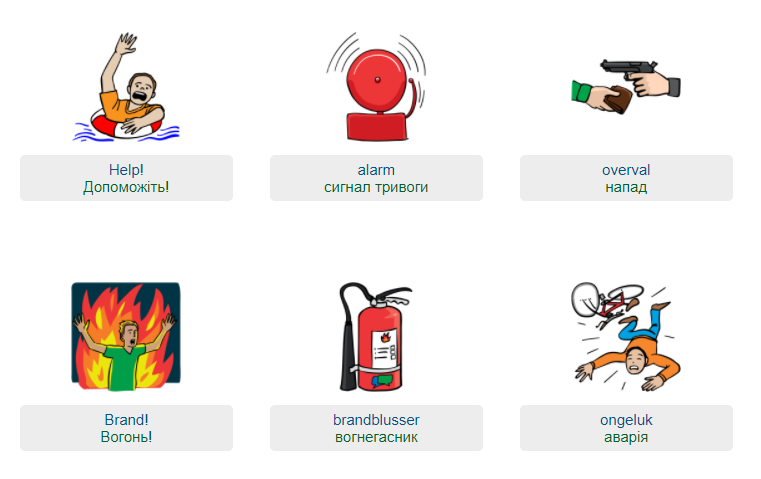 Help!
Допоможіть!
alarm
сигнал тривоги
overval
напад
Brand!
Вогонь!
brandblusser
вогнегасник
ongeluk
аварія